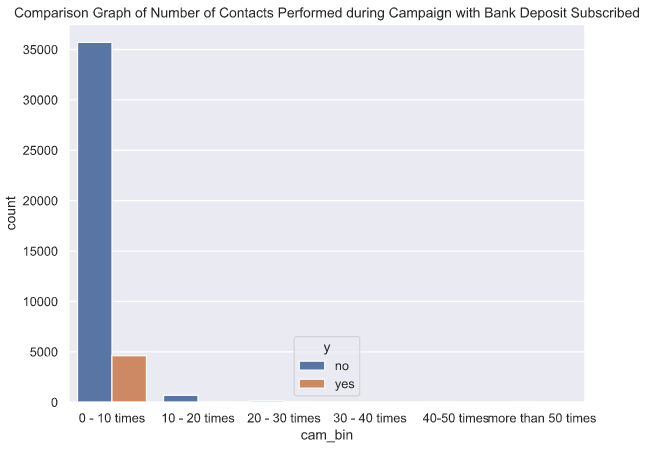 Comparison Graph of Number of Contacts Performed during Campaign with Bank Deposit Subscribed
35000
30000
25000
20000
15000
10000
5000
0
count
y
no
yes
0 - 10 times 10 - 20 times 20 - 30 times 30 - 40 times 40-50 times more than 50 times
cam_bin